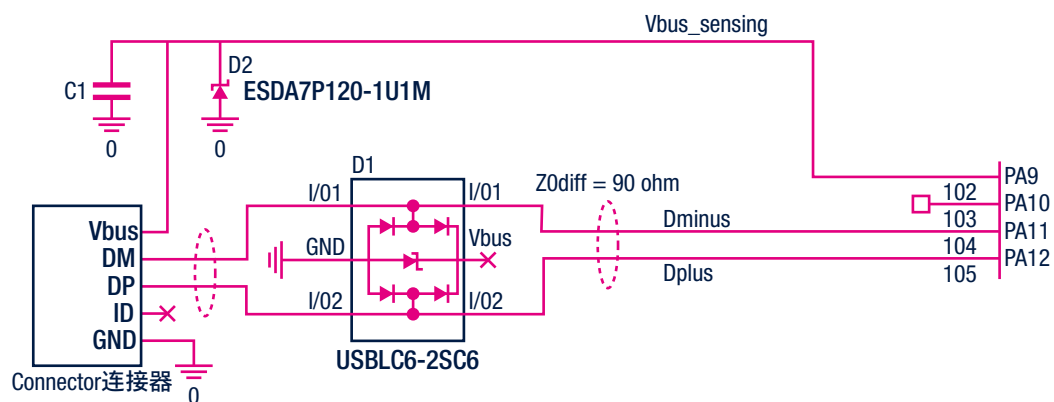 Vbus_sensing
C1
D2
ESDA7P120-1U1M
0
0
D1
I/01
I/01
Z0diff = 90 ohm
PA9
102
PA10
Vbus
Dminus
103
PA11
DM
GND
Vbus
104
PA12
DP
Dplus
105
I/02
I/02
ID
GND
USBLC6-2SC6
Connector连接器
0